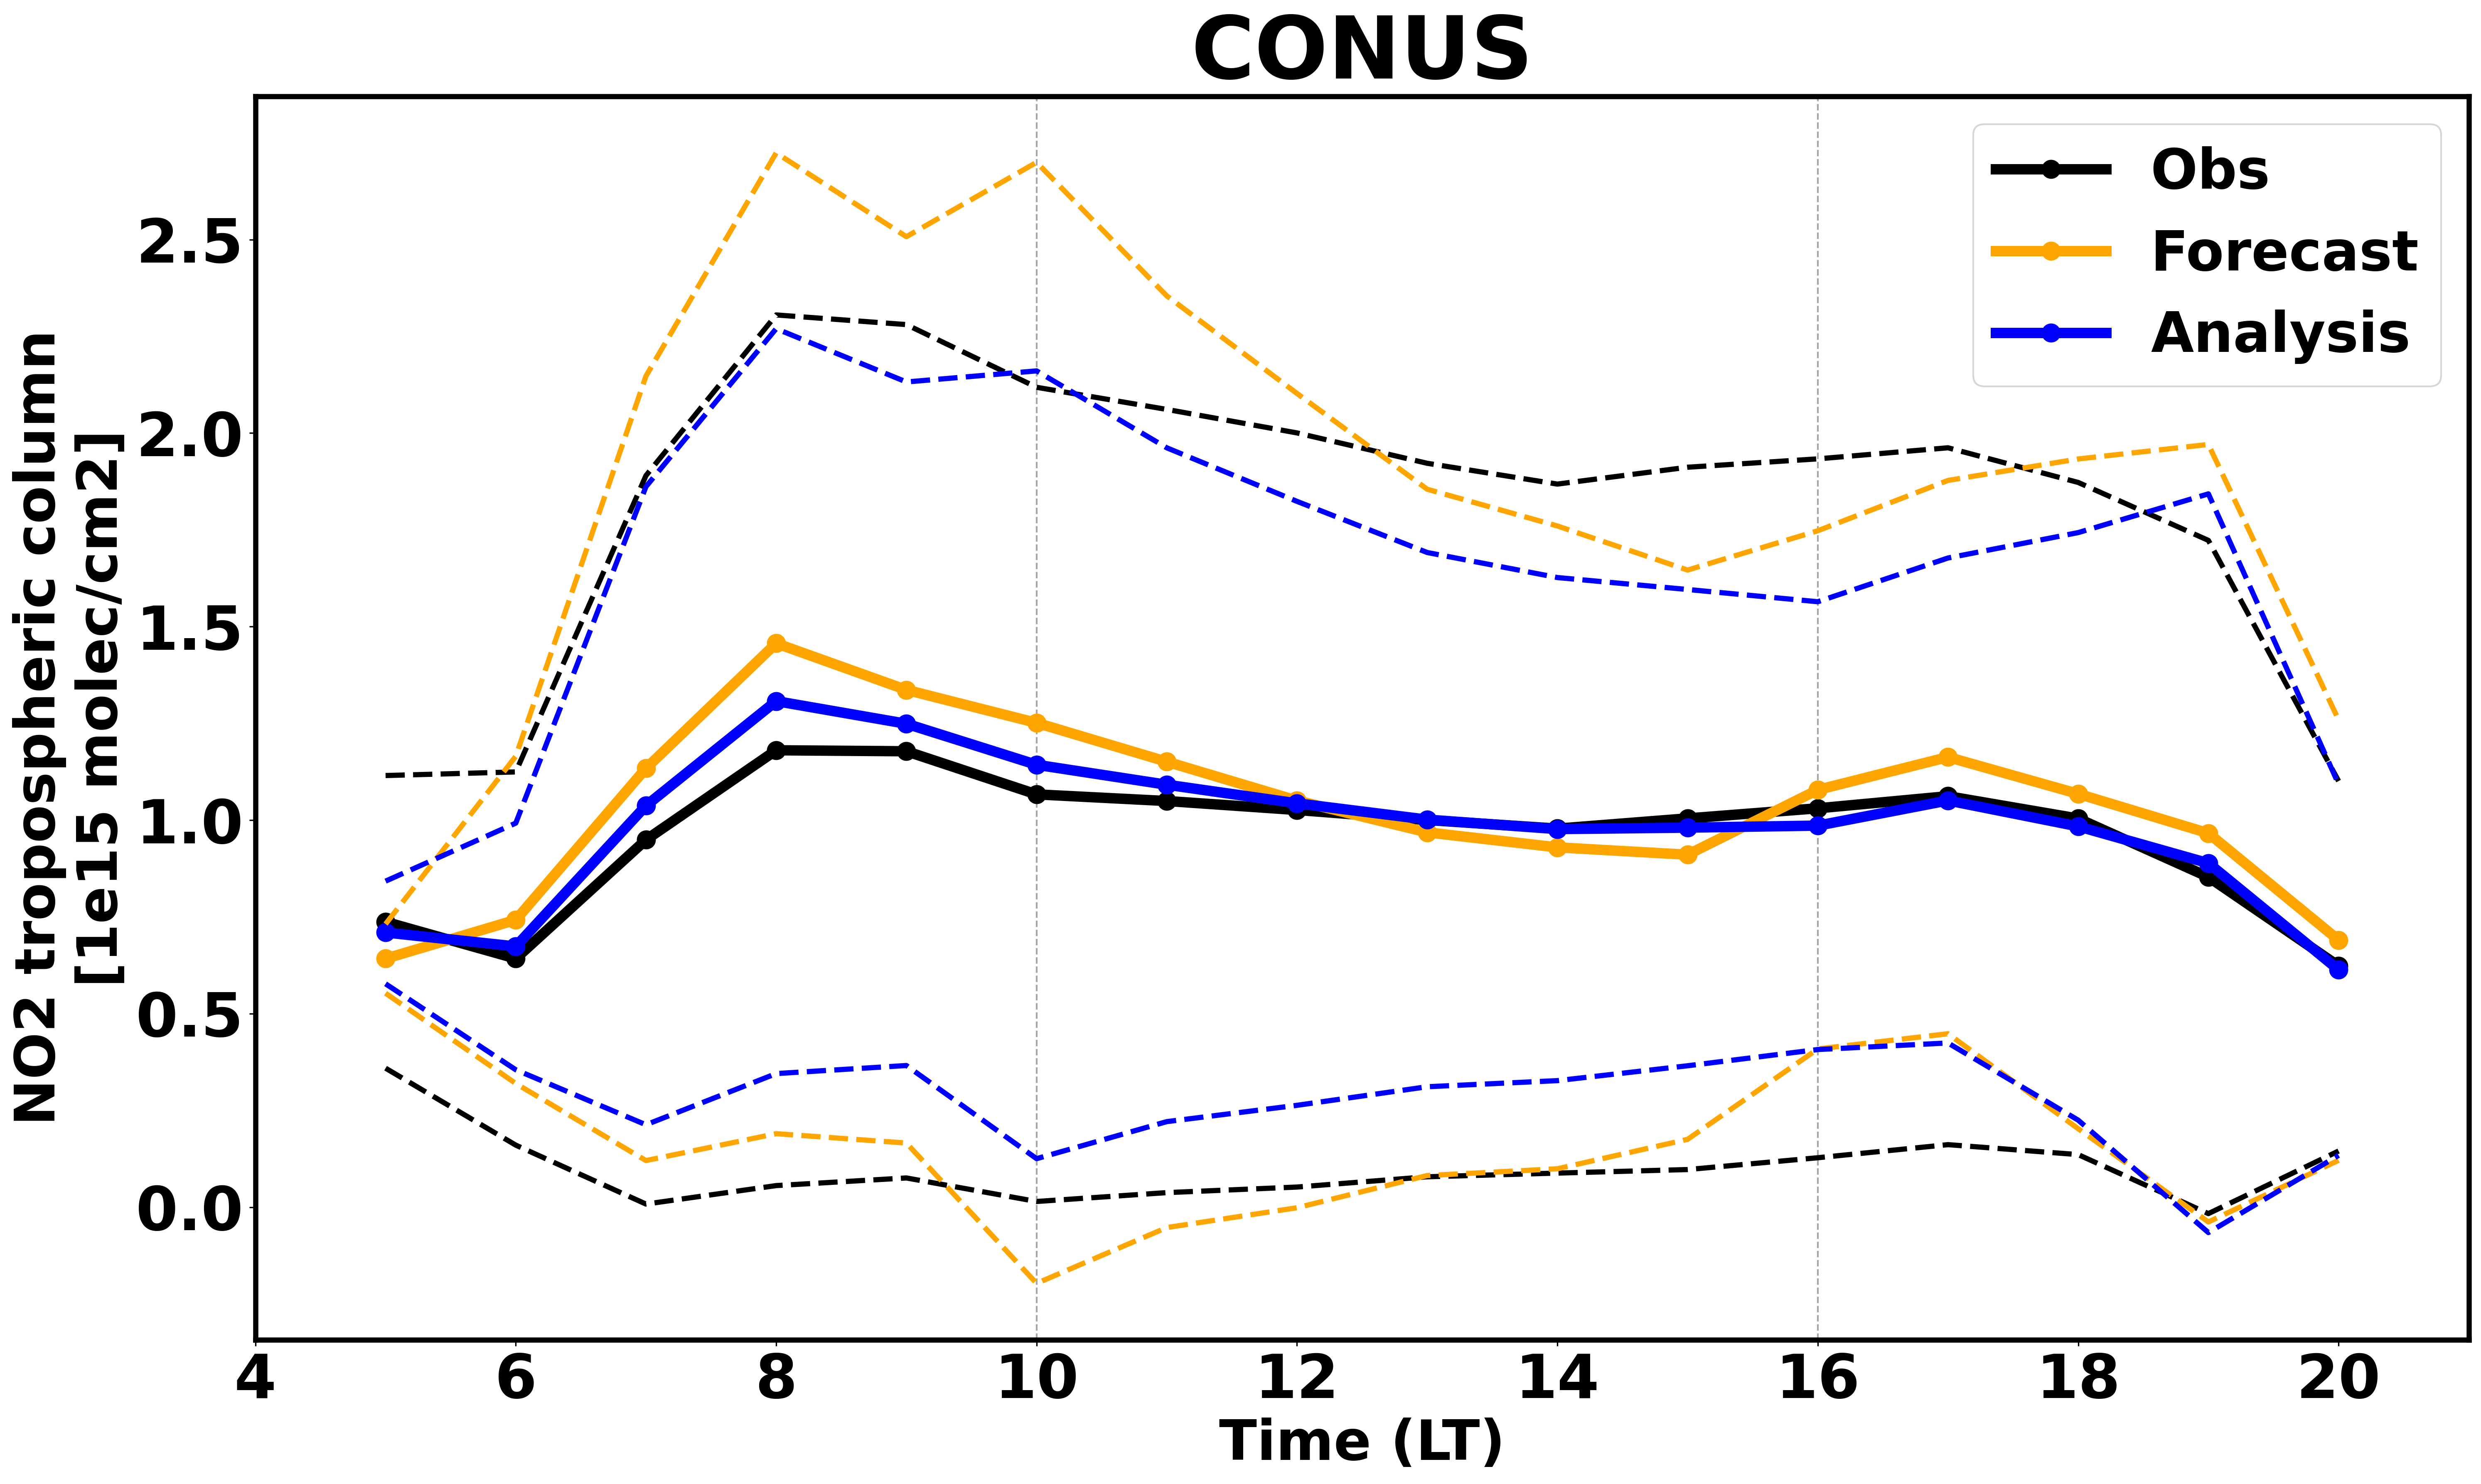 CONUS
NO2 tropospheric column
[1e15 molec/cm2]
2.5
2.0
1.5
1.0
0.5
0.0
Obs
Forecast
Analysis
4 6 8 10 12 14 16 18 20
Time (LT)